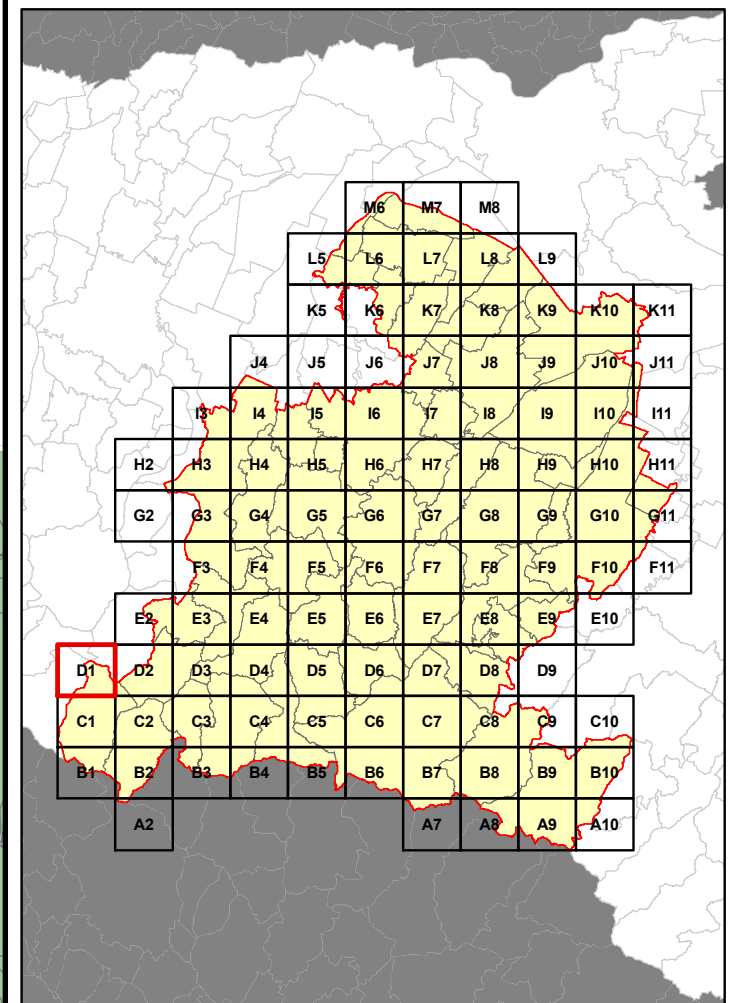 M6 M7 M8
L5 L6 L7 L8 L9
K5 K6 K7 K8 K9 K10 K11
J4 J5 J6 J7 J8 J9 J10 J11
I3 I4 I5 I6 I7 I8 I9 I10 I11
H2 H3 H4 H5 H6 H7 H8 H9 H10 H11
G2 G3 G4 G5 G6 G7 G8 G9 G10 G11
F3 F4 F5 F6 F7 F8 F9 F10 F11
E2 E3 E4 E5 E6 E7 E8 E9 E10
D1 D2 D3 D4 D5 D6 D7 D8 D9
C1 C2 C3 C4 C5 C6 C7 C8 C9 C10
B1 B2 B3 B4 B5 B6 B7 B8 B9 B10
A2 A7 A8 A9 A10